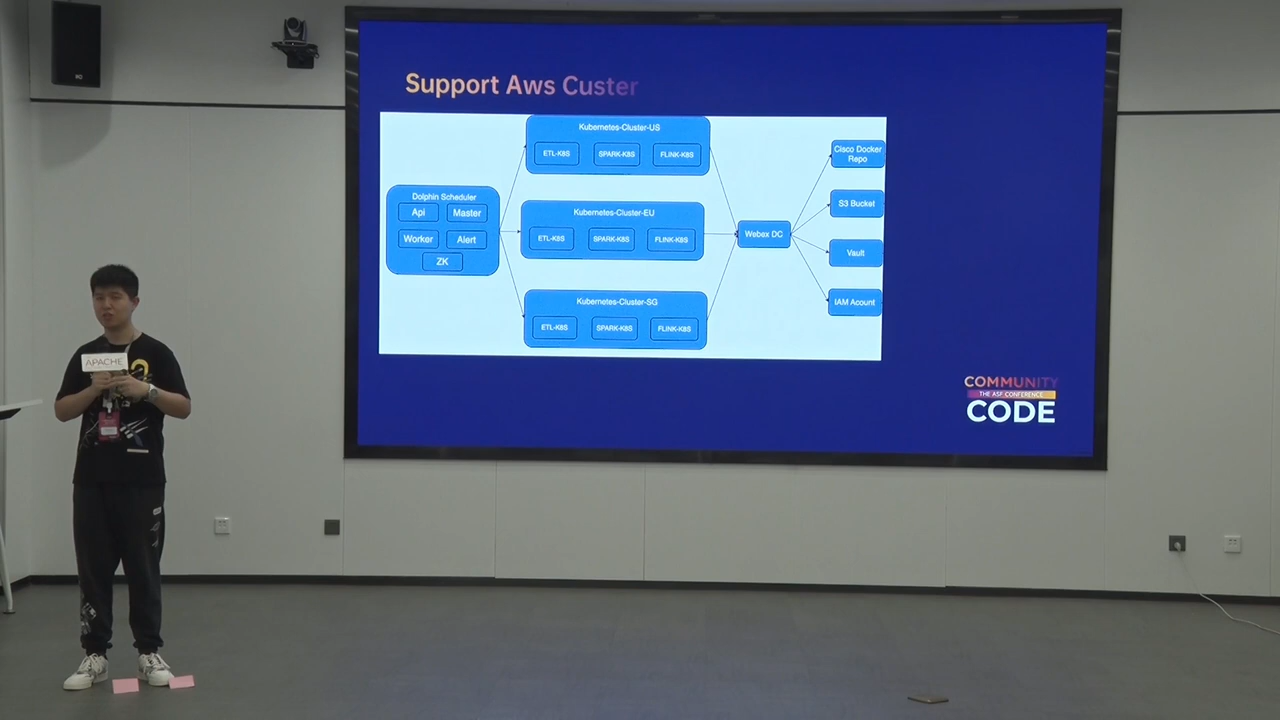 Support Aws Custer
Dolphin Scheduler
Api
Master
Worker
Alert
ZK
Kubernetes-Cluster-US
ETL-K8S
SPARK-K8S
FLINK-K8S
Kubernetes-Cluster-EU
ETL-K8S
SPARK-K8S
FLINK-K8S
Kubernetes-Cluster-SG
ETL-K8S
SPARK-K8S
FLINK-K8S
Webex DC
Cisco Docker
Repo
S3 Bucket
Vault
IAM Acount
COMMUNITY
THE ASF CONFERENCE
CODE
APACHE